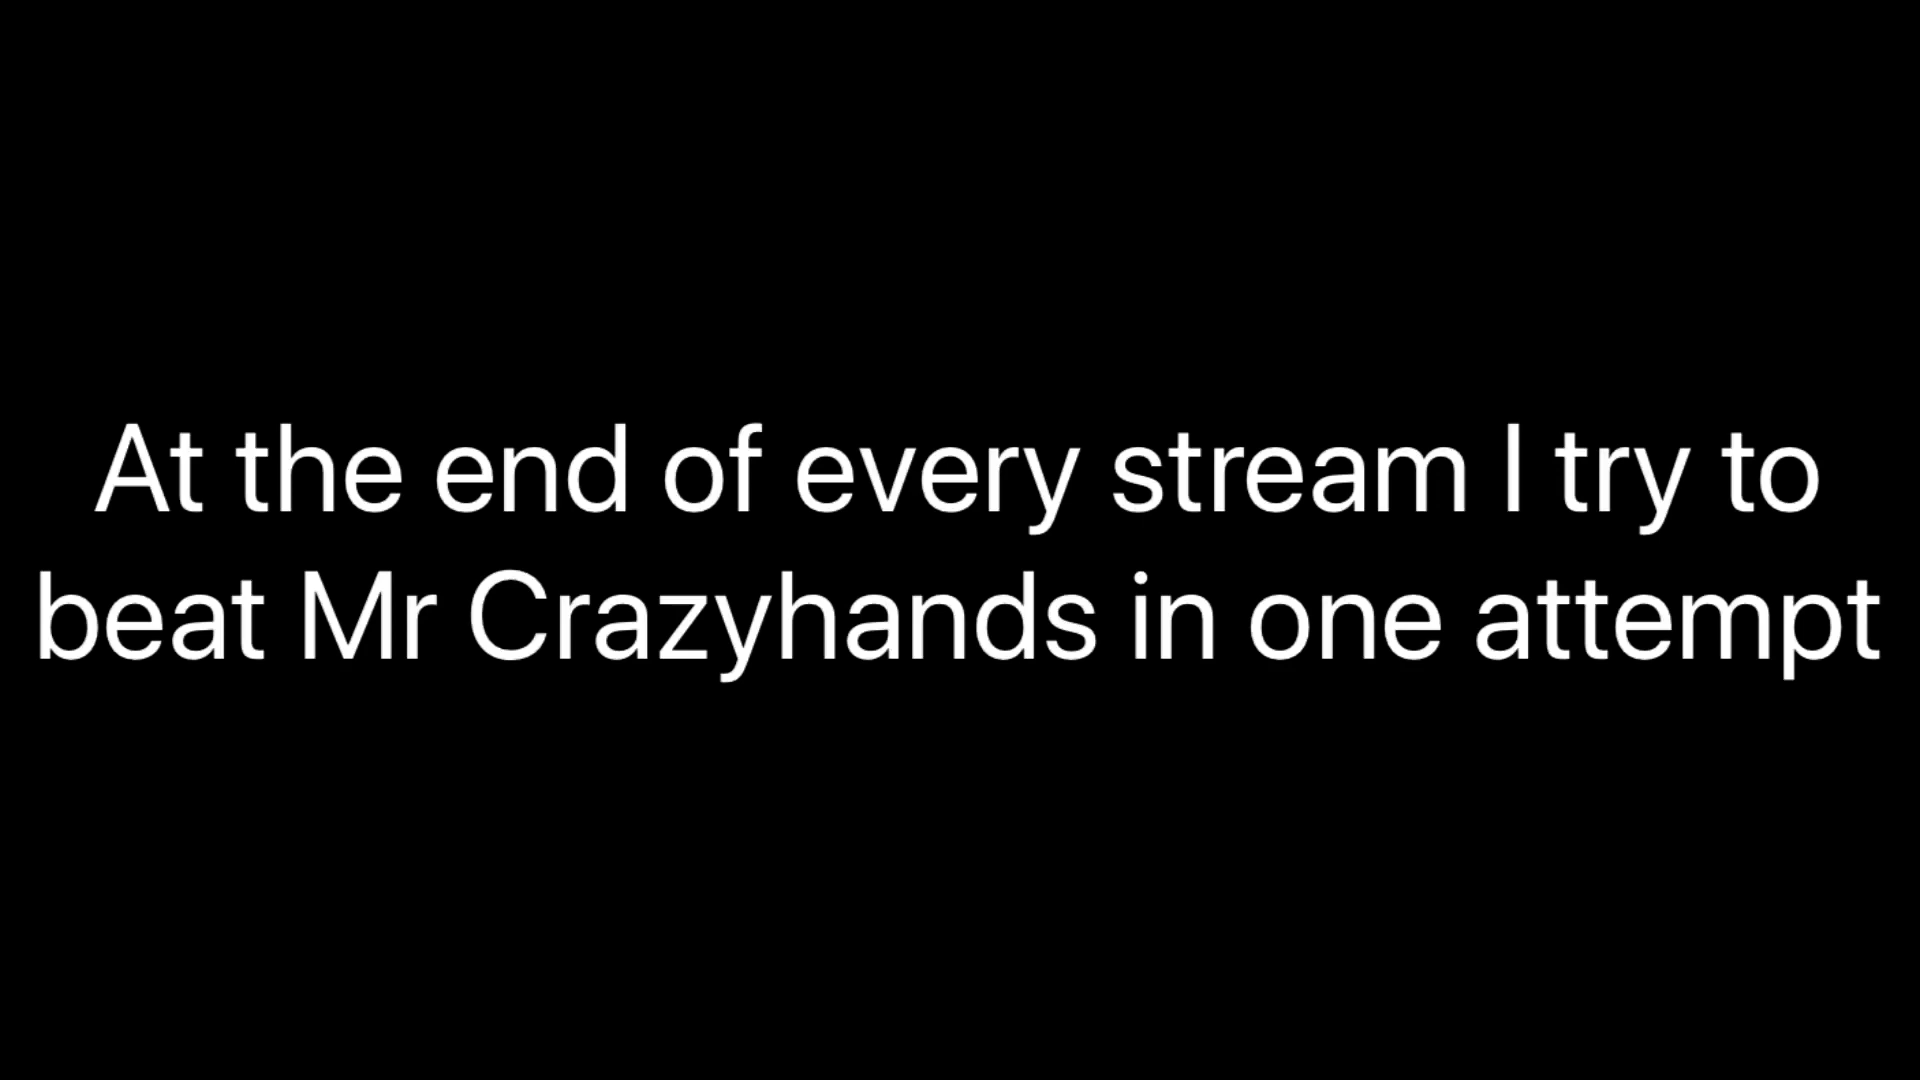 At the end of every stream I try to
beat Mr Crazyhands in one attempt